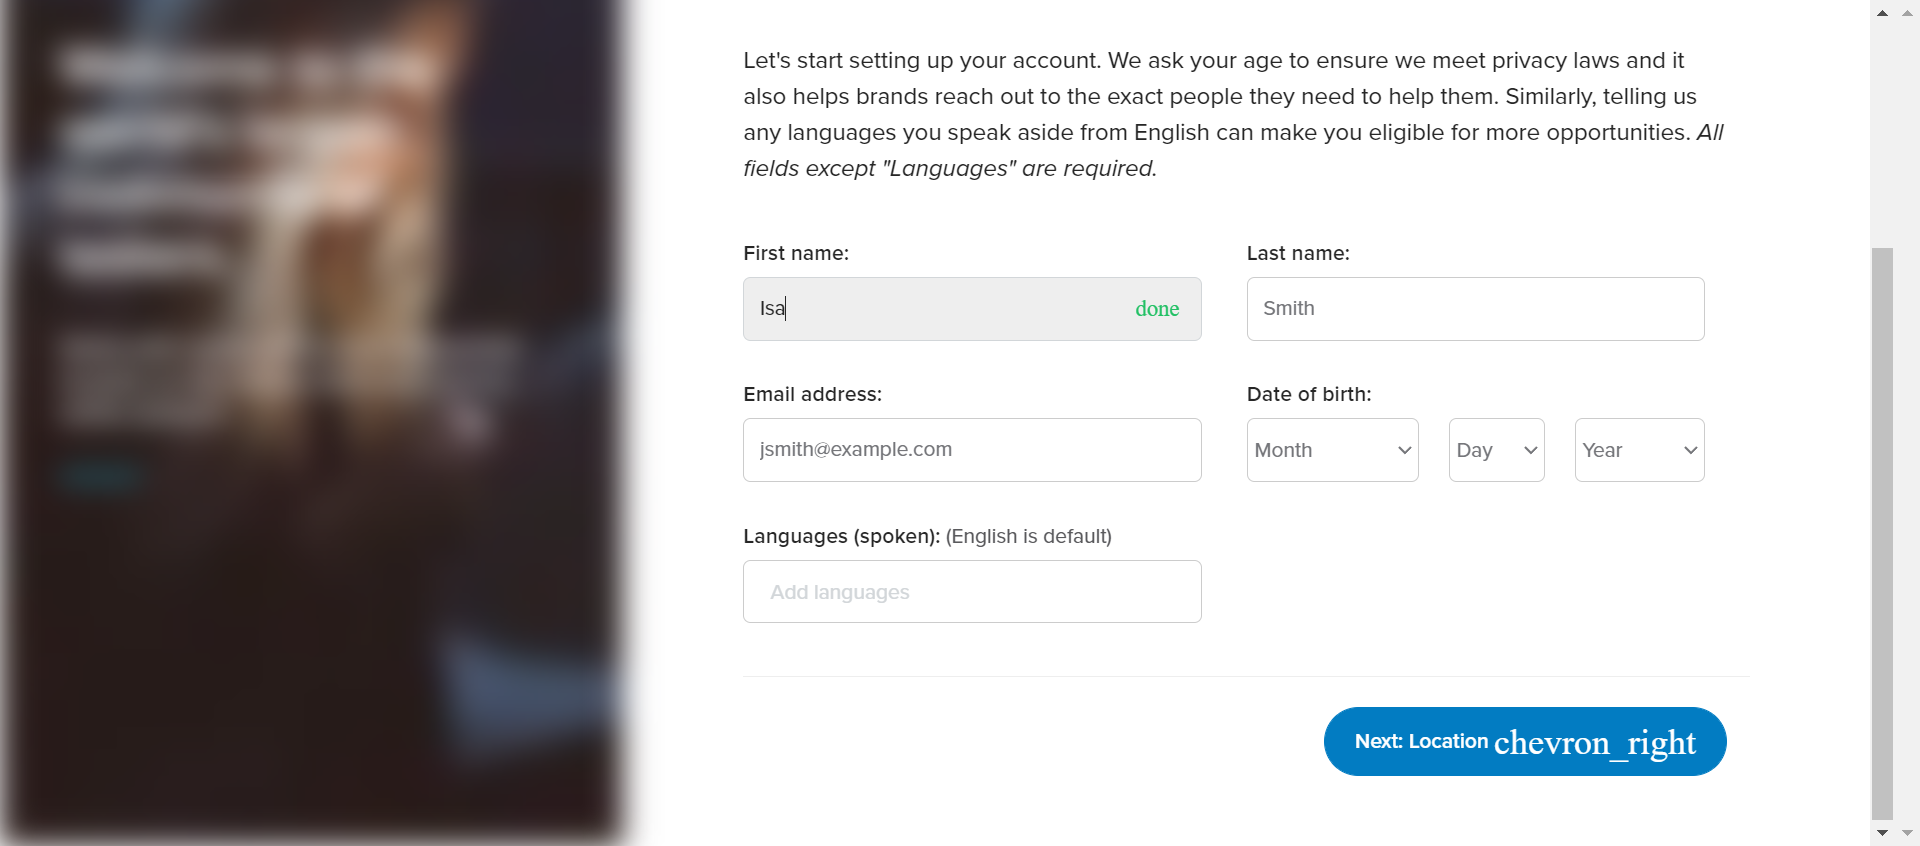 Let's start setting up your account. We ask your age to ensure we meet privacy laws and it
also helps brands reach out to the exact people they need to help them. Similarly, telling us
any languages you speak aside from English can make you eligible for more opportunities. All
fields except "Languages" are required.
First name:
Last name:
Isa
done
Smith
Email address:
Date of birth:
jsmith@example.com
Month
Day
Year
Languages (spoken): (English is default)
Add languages
Next: Location chevron_right